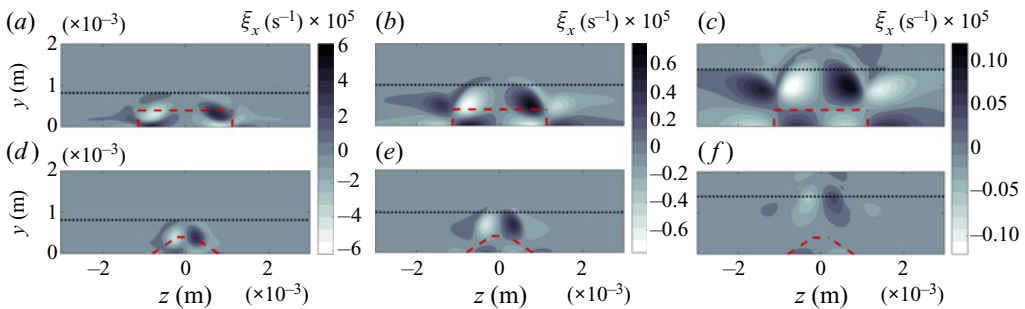 (a) (×10⁻³) ξ̄ₓ (s⁻¹) × 10⁵ (b) ξ̄ₓ (s⁻¹) × 10⁵ (c) ξ̄ₓ (s⁻¹) × 10⁵
2 6 0.10
y (m) 1 4 0.6 0.05
0 2 0.4
(d) (×10⁻³) 0 (e) 0.2 (f) 0
2 −2 0 −0.05
y (m) 1 −4 −0.2
0 −6 −0.4 −0.10
−0.6
−2 0 2 −2 0 2 −2 0 2
z (m) (×10⁻³) z (m) (×10⁻³) z (m) (×10⁻³)